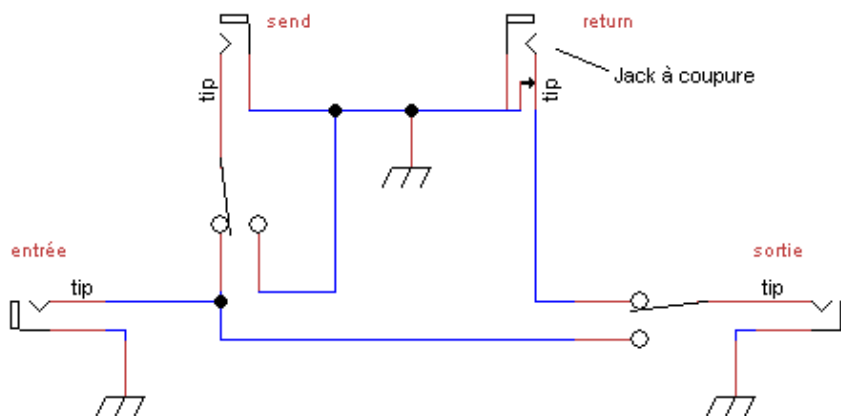 send
return
Jack à coupure
tip
tip
entrée
sortie
tip
tip